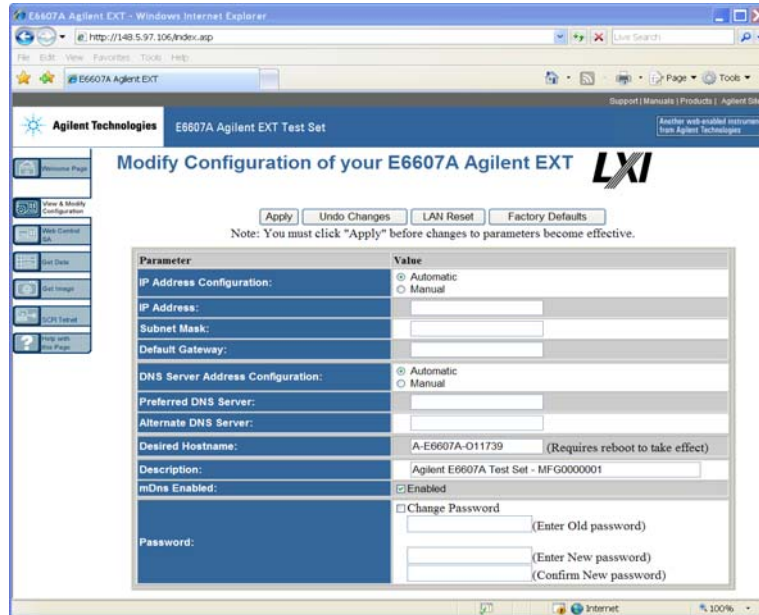 E6607A Agilent EXT - Windows Internet Explorer
http://148.5.97.106/index.asp
Live Search
File Edit View Favorites Tools Help
E6607A Agilent EXT
Page Tools
Support | Manuals | Products | Agilent Site
Agilent Technologies
E6607A Agilent EXT Test Set
Another web-enabled instrument
from Agilent Technologies
Welcome Page
View & Modify
Configuration
Web Control
SA
Get Data
Get Image
SCPI Telnet
Help with
this Page
Modify Configuration of your E6607A Agilent EXT
LXI
Apply Undo Changes LAN Reset Factory Defaults
Note: You must click "Apply" before changes to parameters become effective.
Parameter Value
IP Address Configuration:
Automatic
Manual
IP Address:
Subnet Mask:
Default Gateway:
DNS Server Address Configuration:
Automatic
Manual
Preferred DNS Server:
Alternate DNS Server:
Desired Hostname: A-E6607A-O11739 (Requires reboot to take effect)
Description: Agilent E6607A Test Set - MFG0000001
mDns Enabled: Enabled
Password:
Change Password
(Enter Old password)
(Enter New password)
(Confirm New password)
Internet
100%